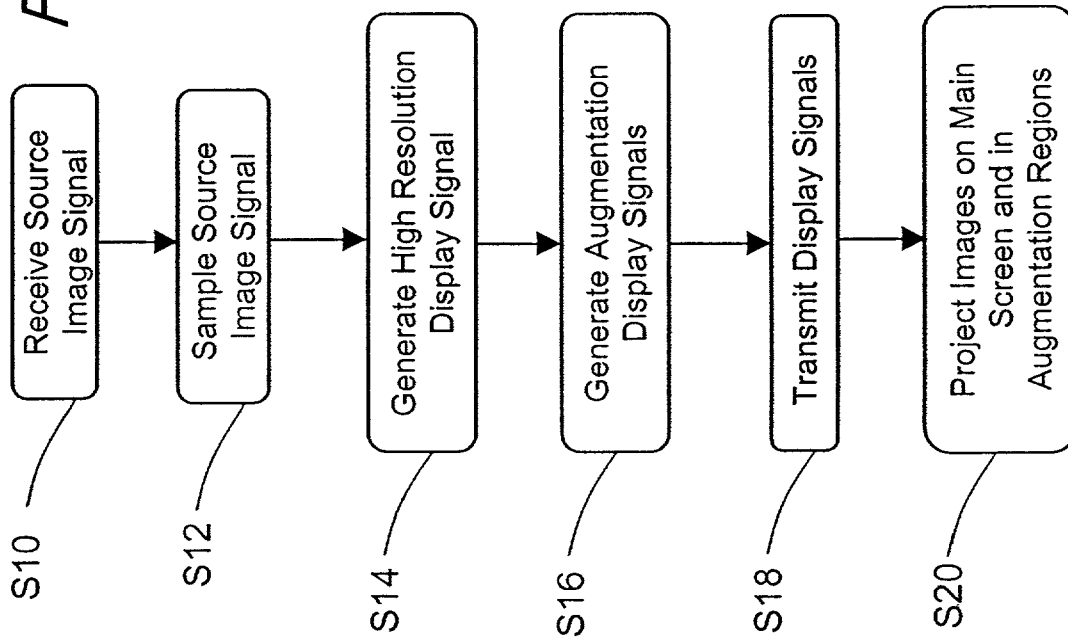 S10
Receive Source
Image Signal
S12
Sample Source
Image Signal
S14
Generate High Resolution
Display Signal
S16
Generate Augmentation
Display Signals
S18
Transmit Display Signals
S20
Project Images on Main
Screen and in
Augmentation Regions